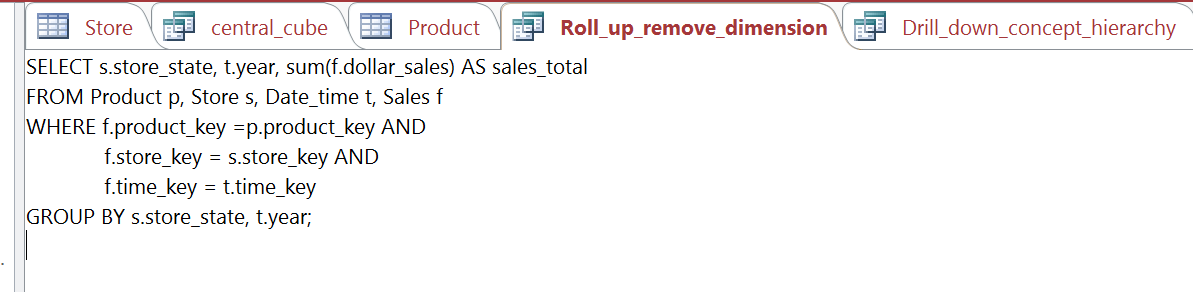 Store central_cube Product Roll_up_remove_dimension Drill_down_concept_hierarchy
SELECT s.store_state, t.year, sum(f.dollar_sales) AS sales_total
FROM Product p, Store s, Date_time t, Sales f
WHERE f.product_key =p.product_key AND
f.store_key = s.store_key AND
f.time_key = t.time_key
GROUP BY s.store_state, t.year;